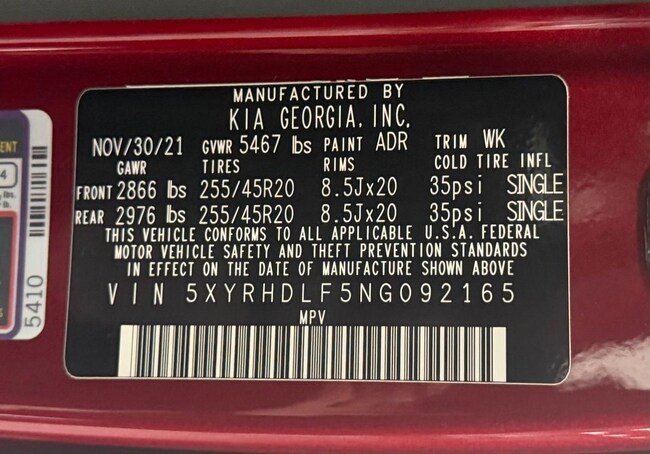 MANUFACTURED BY
KIA GEORGIA, INC.
NOV/30/21 GVWR 5467 lbs PAINT ADR TRIM WK
GAWR TIRES RIMS COLD TIRE INFL
FRONT 2866 lbs 255/45R20 8.5Jx20 35psi SINGLE
REAR 2976 lbs 255/45R20 8.5Jx20 35psi SINGLE
THIS VEHICLE CONFORMS TO ALL APPLICABLE U.S.A. FEDERAL
MOTOR VEHICLE SAFETY AND THEFT PREVENTION STANDARDS
IN EFFECT ON THE DATE OF MANUFACTURE SHOWN ABOVE
VIN 5XYRHDLF5NG092165
MPV
4
5410